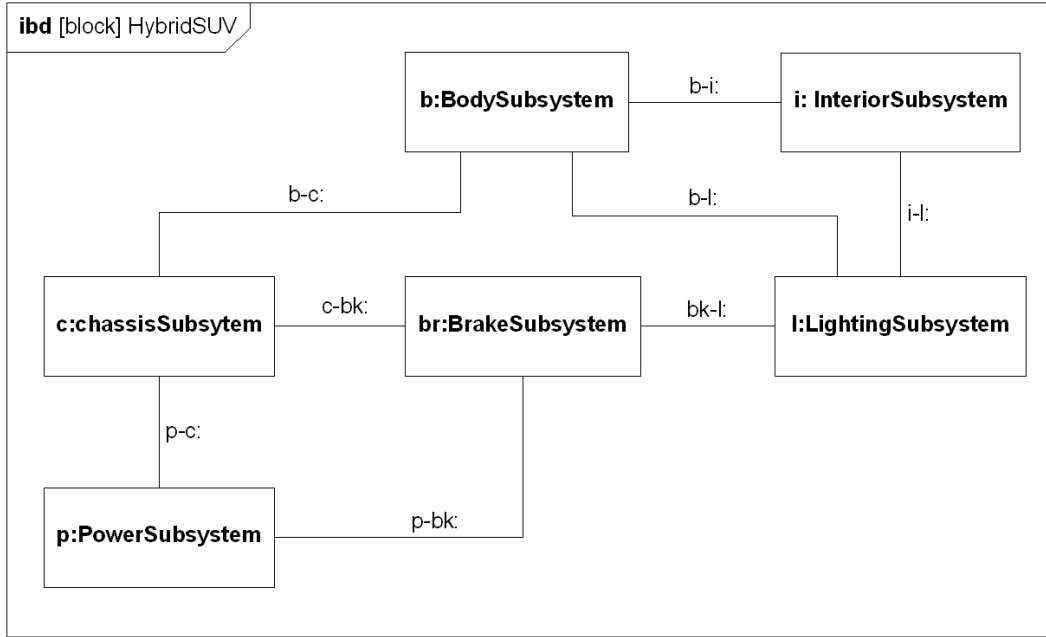 ibd [block] HybridSUV
b:BodySubsystem
b-i:
i: InteriorSubsystem
b-c:
b-l:
i-l:
c:chassisSubsytem
c-bk:
br:BrakeSubsystem
bk-l:
l:LightingSubsystem
p-c:
p:PowerSubsystem
p-bk: